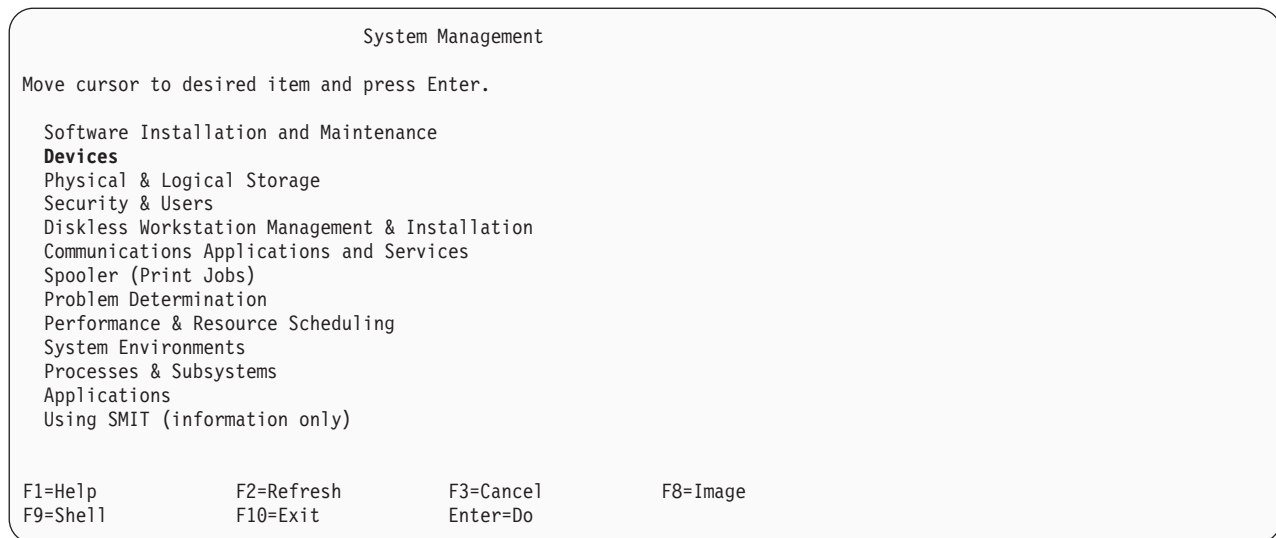 System Management
Move cursor to desired item and press Enter.
Software Installation and Maintenance
Devices
Physical & Logical Storage
Security & Users
Diskless Workstation Management & Installation
Communications Applications and Services
Spooler (Print Jobs)
Problem Determination
Performance & Resource Scheduling
System Environments
Processes & Subsystems
Applications
Using SMIT (information only)
F1=Help F2=Refresh F3=Cancel F8=Image
F9=Shell F10=Exit Enter=Do